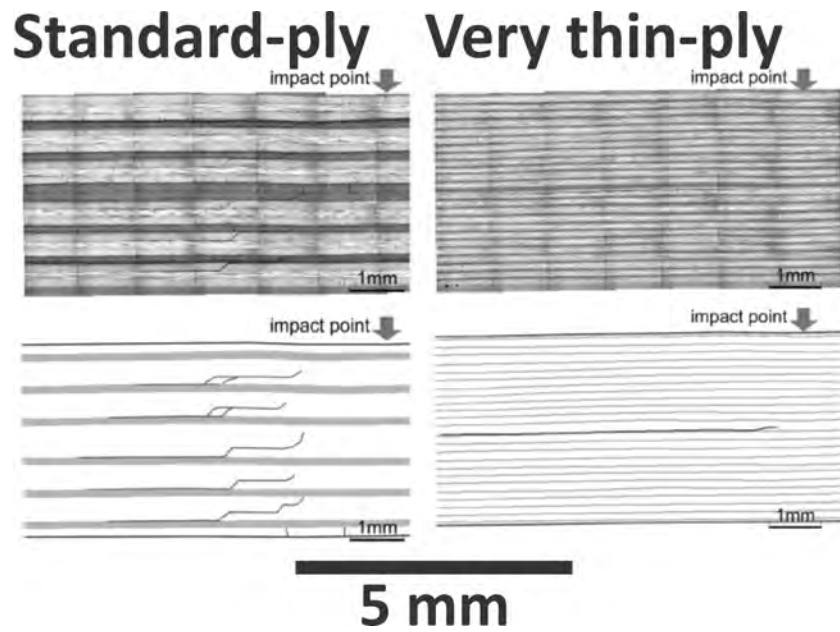 Standard-ply
Very thin-ply
impact point
impact point
1mm
1mm
impact point
impact point
1mm
1mm
5 mm